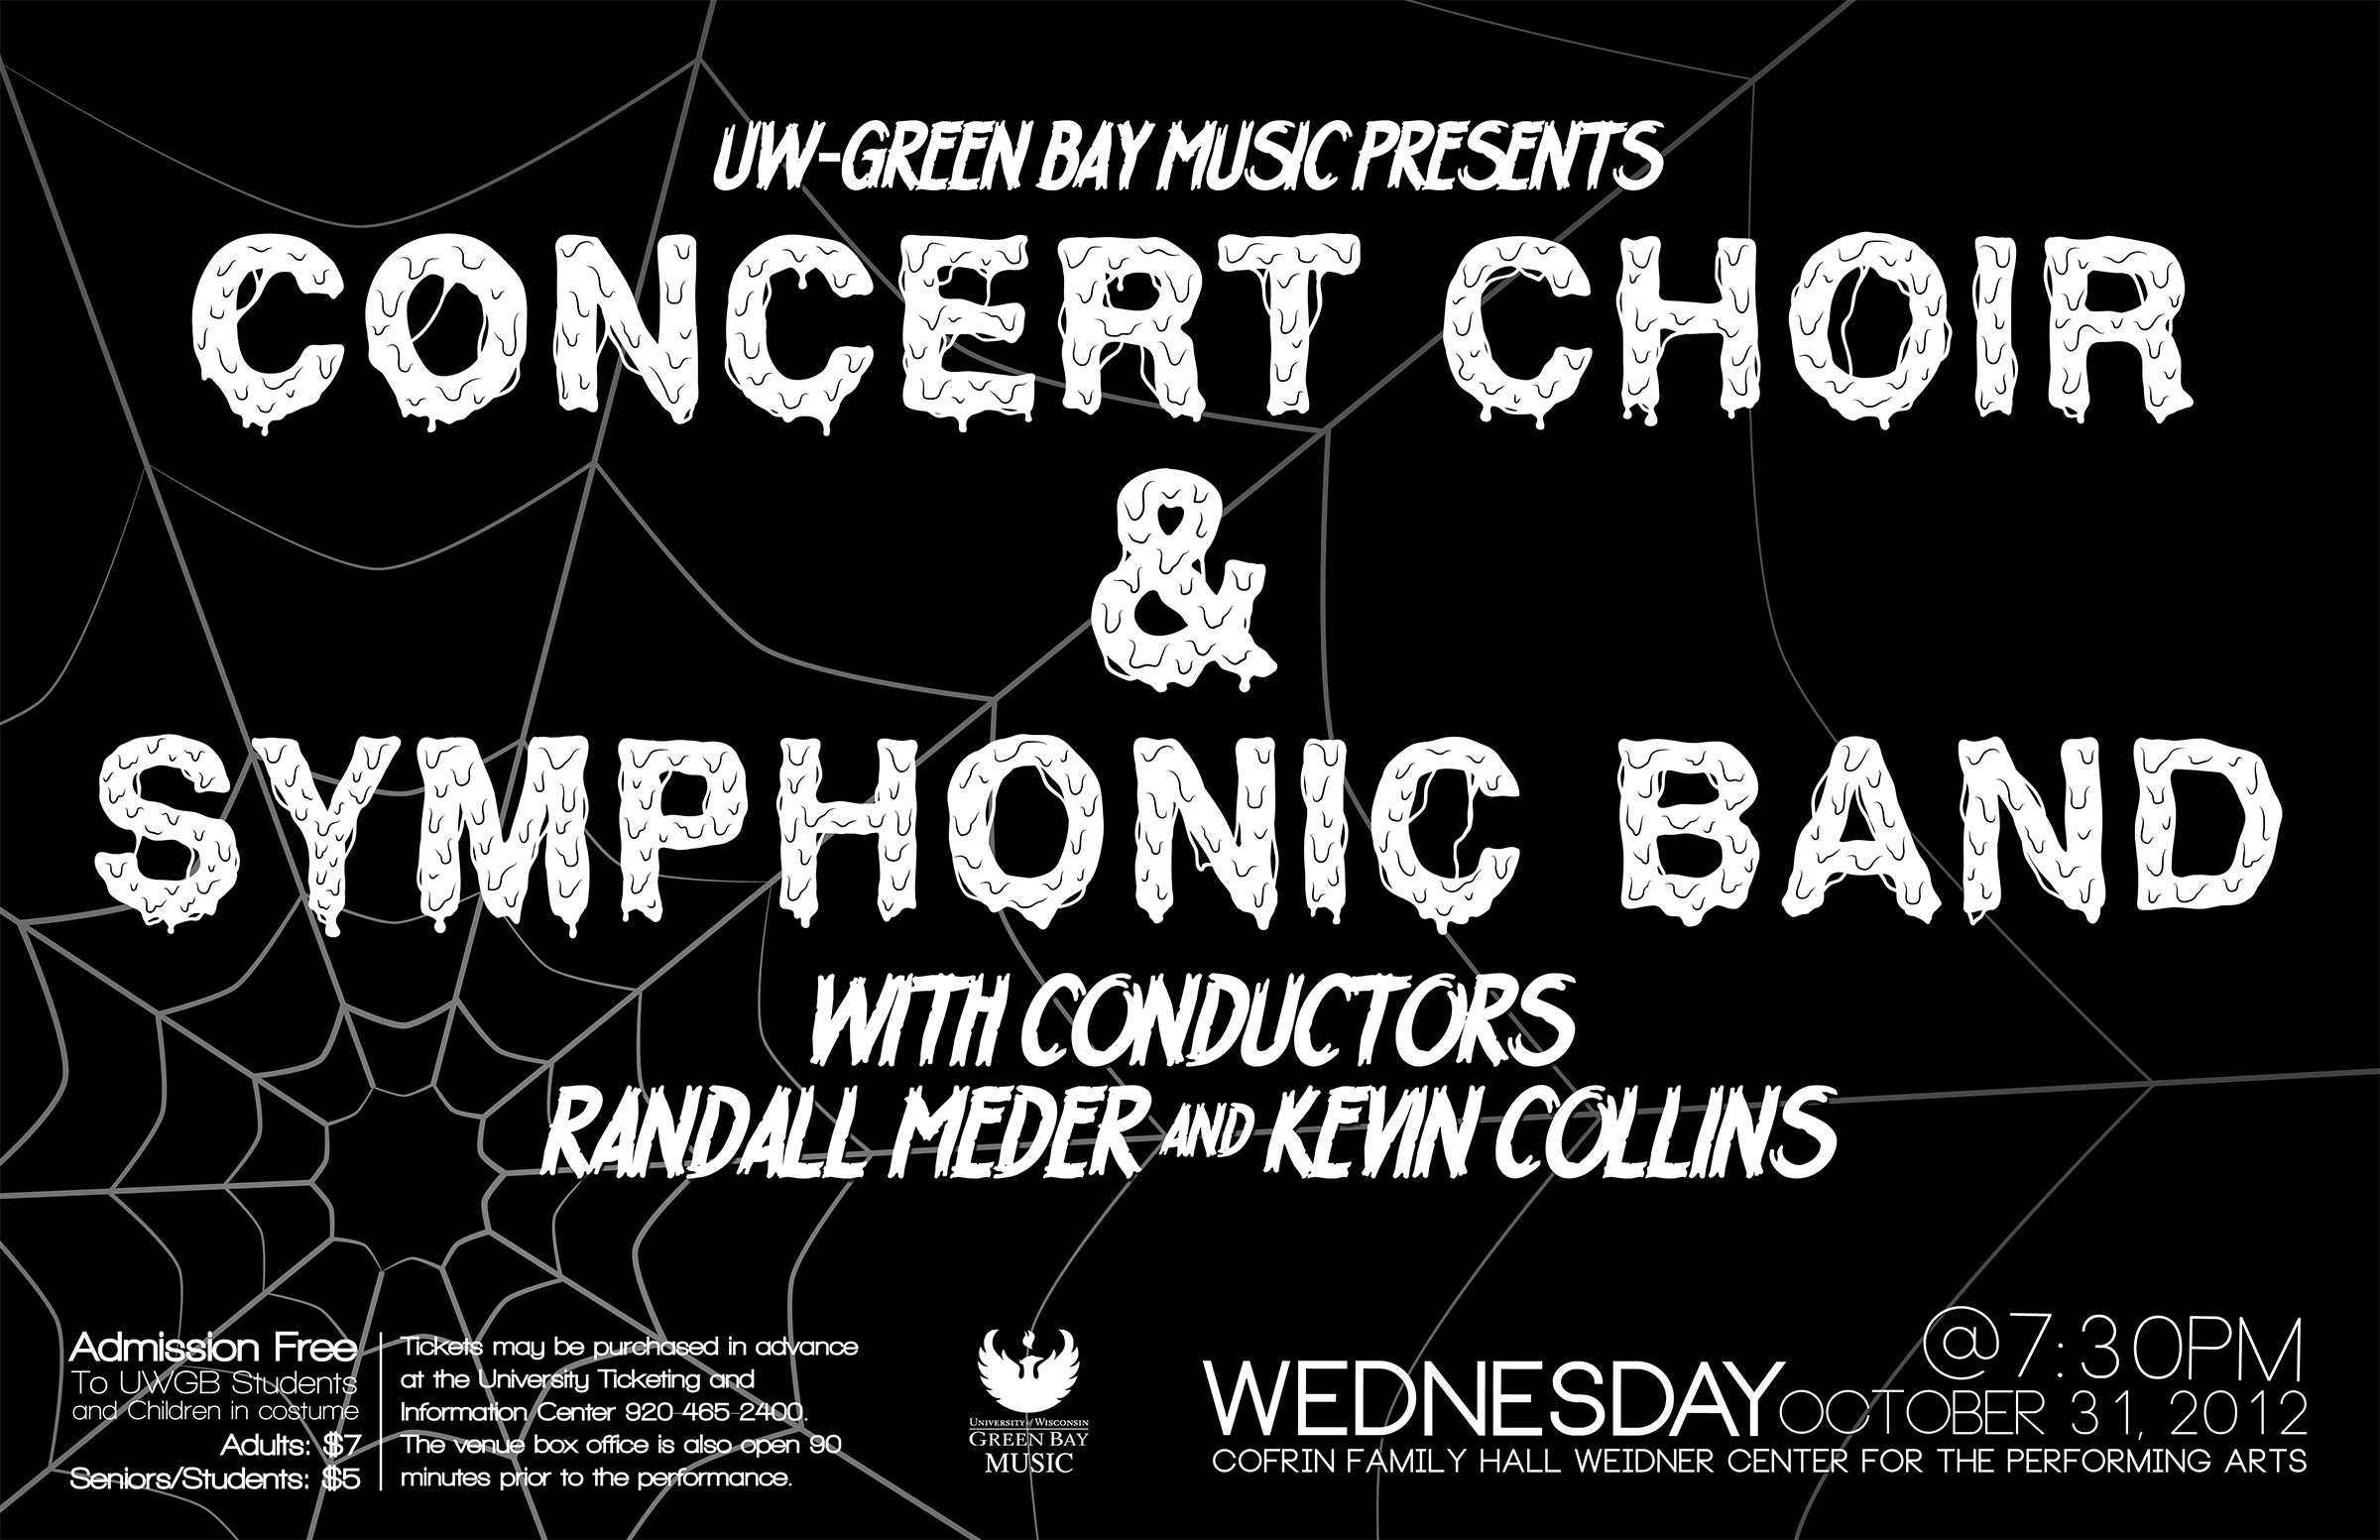 UW-GREEN BAY MUSIC PRESENTS
CONCERT CHOIR
&
SYMPHONIC BAND
WITH CONDUCTORS
RANDALL MEDER AND KEVIN COLLINS
Admission Free
To UWGB Students
and Children in costume
Adults: $7
Seniors/Students: $5
Tickets may be purchased in advance
at the University Ticketing and
Information Center 920-465-2400.
The venue box office is also open 90
minutes prior to the performance.
UNIVERSITY of WISCONSIN
GREEN BAY
MUSIC
@7:30PM
WEDNESDAY OCTOBER 31, 2012
COFRIN FAMILY HALL WEIDNER CENTER FOR THE PERFORMING ARTS